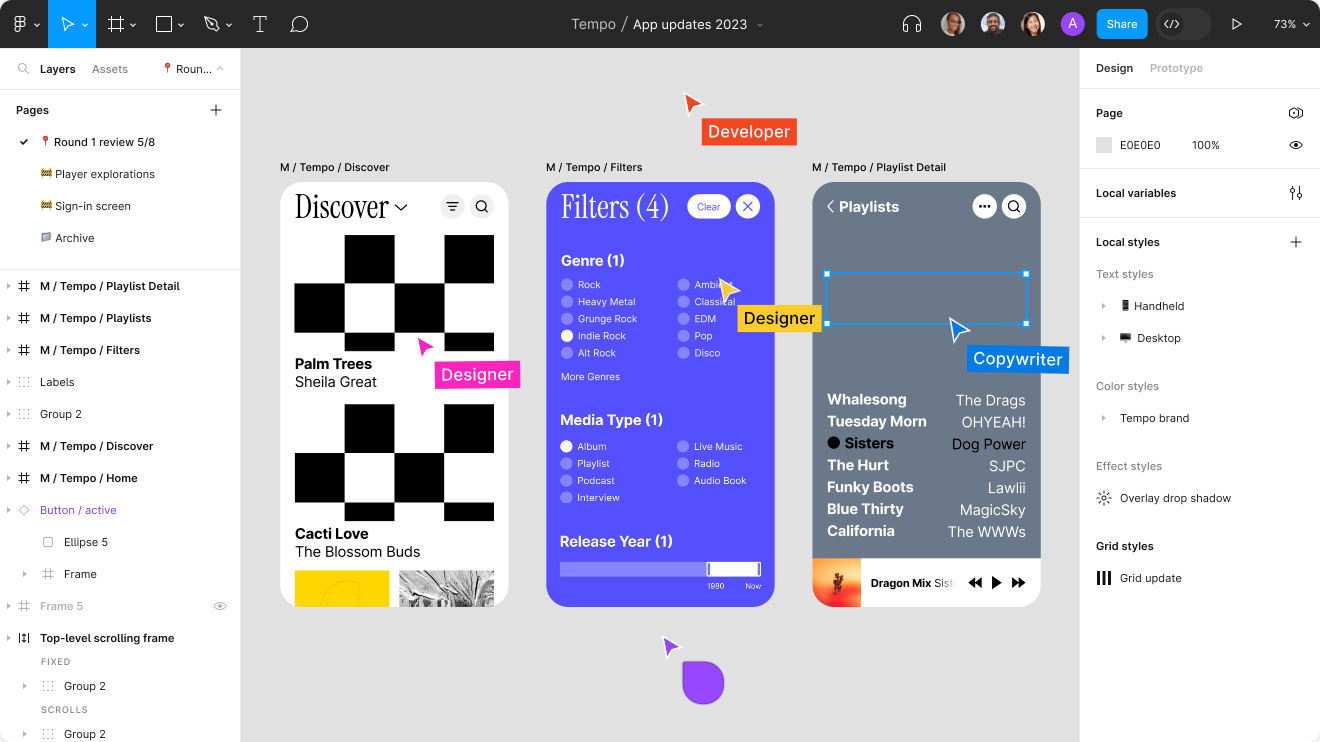 Tempo / App updates 2023
A
Share
73%
Layers
Assets
Roun...
Pages
Round 1 review 5/8
Player explorations
Sign-in screen
Archive
M / Tempo / Playlist Detail
M / Tempo / Playlists
M / Tempo / Filters
Labels
Group 2
M / Tempo / Discover
M / Tempo / Home
Button / active
Ellipse 5
Frame
Frame 5
Top-level scrolling frame
FIXED
Group 2
SCROLLS
Group 2
Developer
M / Tempo / Discover
Discover
Palm Trees
Sheila Great
Designer
Cacti Love
The Blossom Buds
M / Tempo / Filters
Filters (4)
Clear
Genre (1)
Rock
Heavy Metal
Grunge Rock
Indie Rock
Alt Rock
Ambient
Classical
EDM
Pop
Disco
Designer
More Genres
Media Type (1)
Album
Playlist
Podcast
Interview
Live Music
Radio
Audio Book
Release Year (1)
1980
Now
M / Tempo / Playlist Detail
Playlists
Copywriter
Whalesong The Drags
Tuesday Morn OHYEAH!
Sisters Dog Power
The Hurt SJPC
Funky Boots Lawlii
Blue Thirty MagicSky
California The WWWs
Dragon Mix Siste
Design
Prototype
Page
E0E0E0
100%
Local variables
Local styles
Text styles
Handheld
Desktop
Color styles
Tempo brand
Effect styles
Overlay drop shadow
Grid styles
Grid update